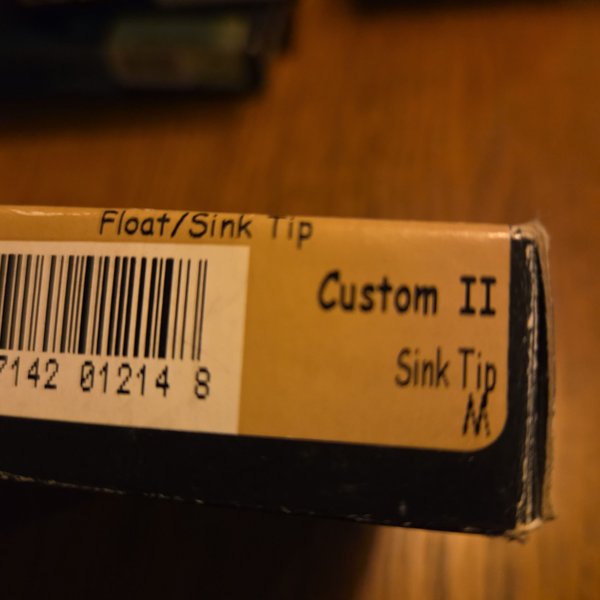 Float/Sink Tip
Custom II
Sink Tip
M
7142 01214 8